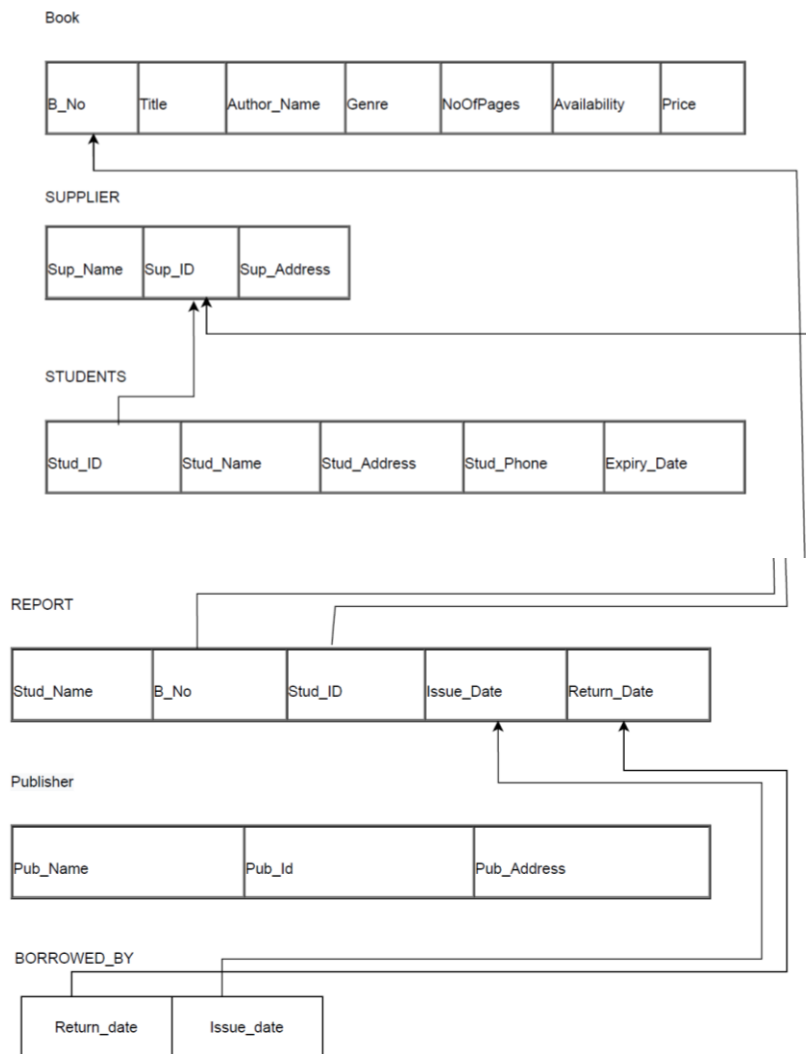 Book
B_No Title Author_Name Genre NoOfPages Availability Price
SUPPLIER
Sup_Name Sup_ID Sup_Address
STUDENTS
Stud_ID Stud_Name Stud_Address Stud_Phone Expiry_Date
REPORT
Stud_Name B_No Stud_ID Issue_Date Return_Date
Publisher
Pub_Name Pub_Id Pub_Address
BORROWED_BY
Return_date Issue_date